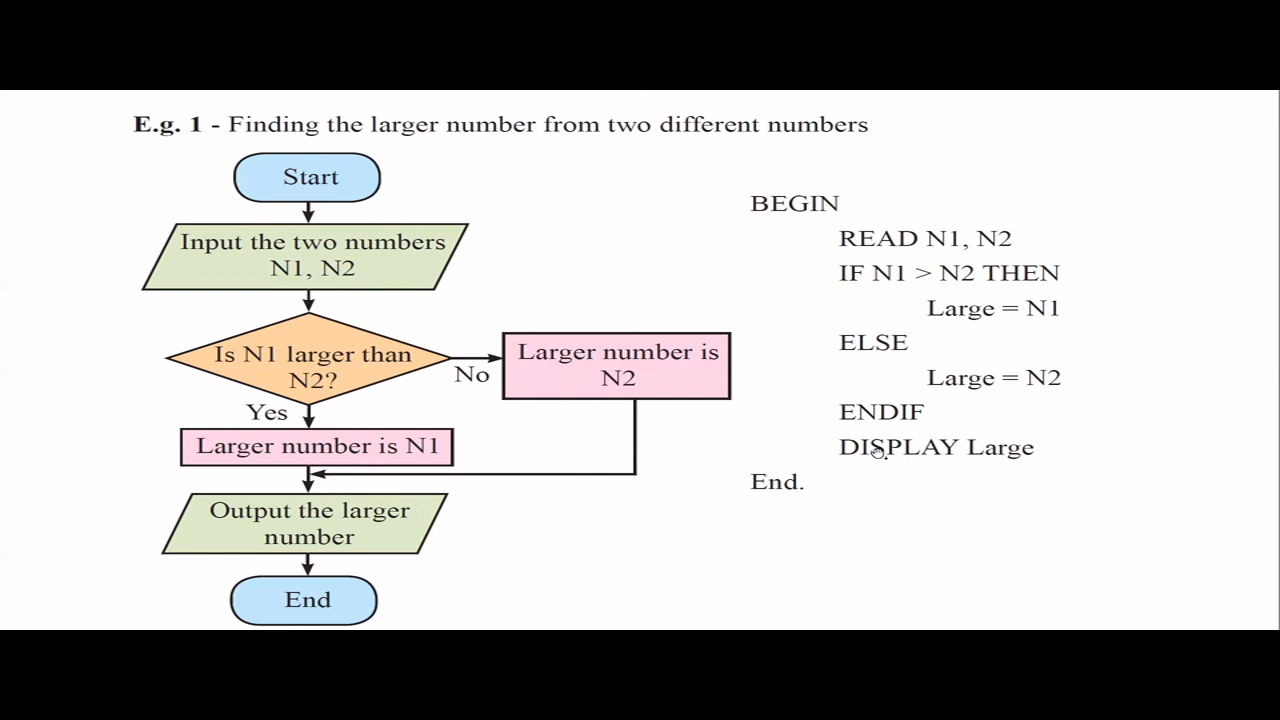 E.g. 1 - Finding the larger number from two different numbers
Start
Input the two numbers
N1, N2
Is N1 larger than
N2?
No
Larger number is
N2
Yes
Larger number is N1
Output the larger
number
End
BEGIN
READ N1, N2
IF N1 > N2 THEN
Large = N1
ELSE
Large = N2
ENDIF
DISPLAY Large
End.